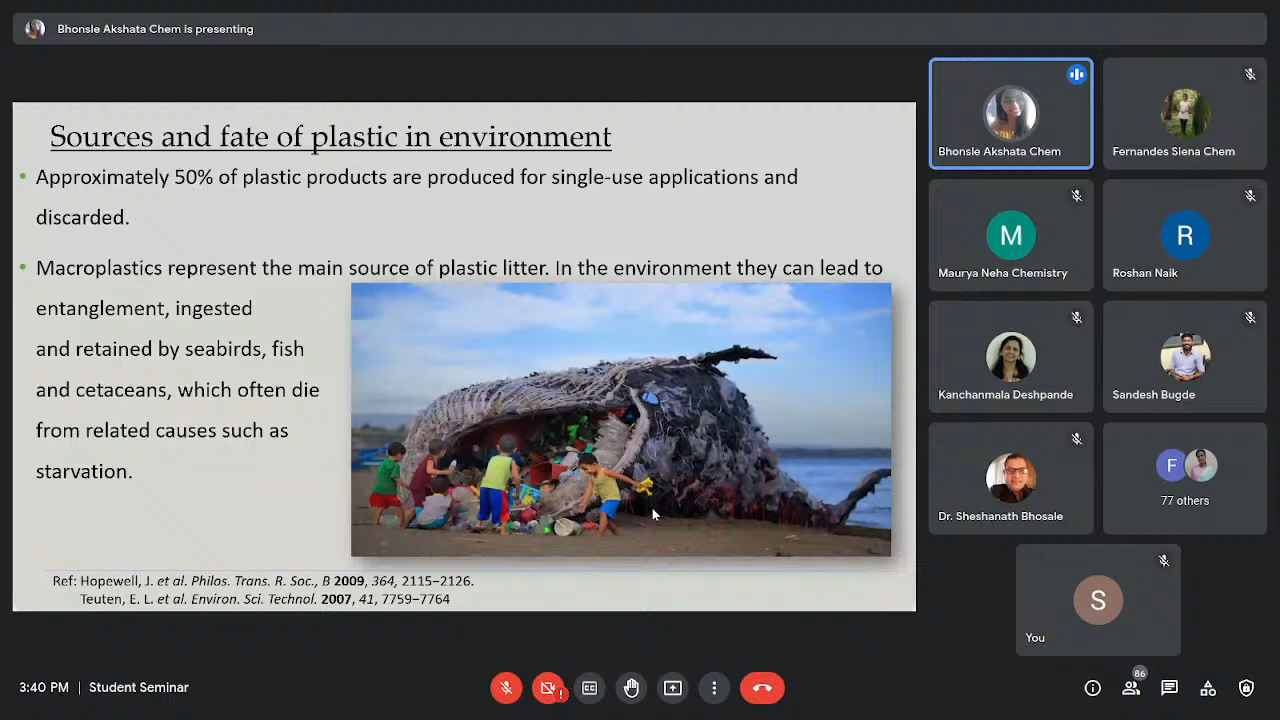 Bhonsle Akshata Chem is presenting
Sources and fate of plastic in environment
• Approximately 50% of plastic products are produced for single-use applications and
discarded.
• Macroplastics represent the main source of plastic litter. In the environment they can lead to
entanglement, ingested
and retained by seabirds, fish
and cetaceans, which often die
from related causes such as
starvation.
Ref: Hopewell, J. et al. Philos. Trans. R. Soc., B 2009, 364, 2115−2126.
Teuten, E. L. et al. Environ. Sci. Technol. 2007, 41, 7759−7764
Bhonsle Akshata Chem
Fernandes Siena Chem
M
Maurya Neha Chemistry
R
Roshan Naik
Kanchanmala Deshpande
Sandesh Bugde
Dr. Sheshanath Bhosale
F
77 others
S
You
3:40 PM | Student Seminar
CC
86